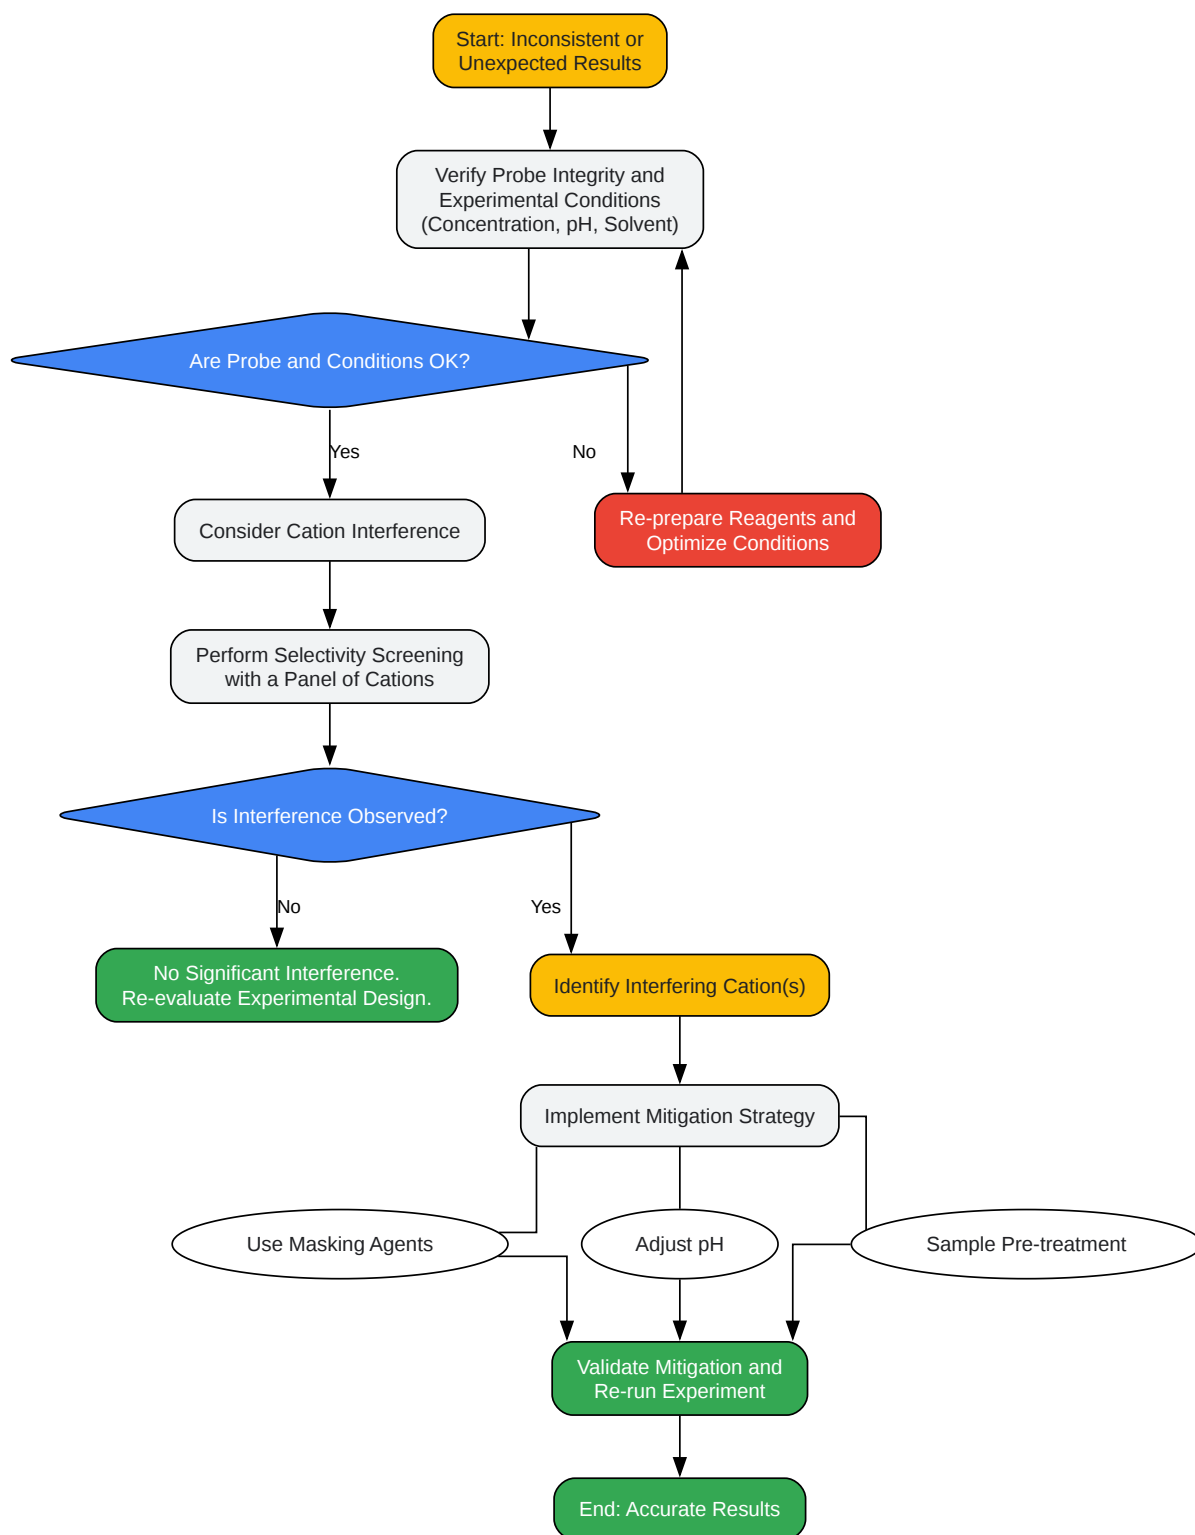 Start: Inconsistent or
Unexpected Results
Verify Probe Integrity and
Experimental Conditions
(Concentration, pH, Solvent)
Are Probe and Conditions OK?
Yes
No
Consider Cation Interference
Re-prepare Reagents and
Optimize Conditions
Perform Selectivity Screening
with a Panel of Cations
Is Interference Observed?
No
Yes
No Significant Interference.
Re-evaluate Experimental Design.
Identify Interfering Cation(s)
Implement Mitigation Strategy
Use Masking Agents
Adjust pH
Sample Pre-treatment
Validate Mitigation and
Re-run Experiment
End: Accurate Results